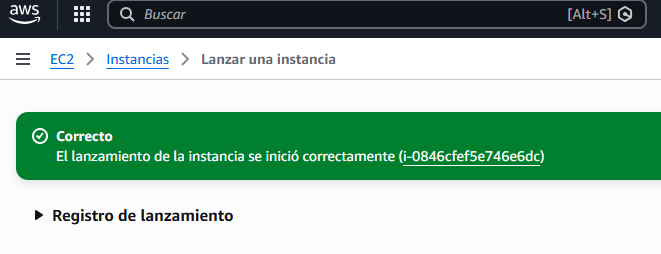 aws
Buscar [Alt+S]
EC2 > Instancias > Lanzar una instancia
Correcto
El lanzamiento de la instancia se inició correctamente (i-0846cfef5e746e6dc)
Registro de lanzamiento